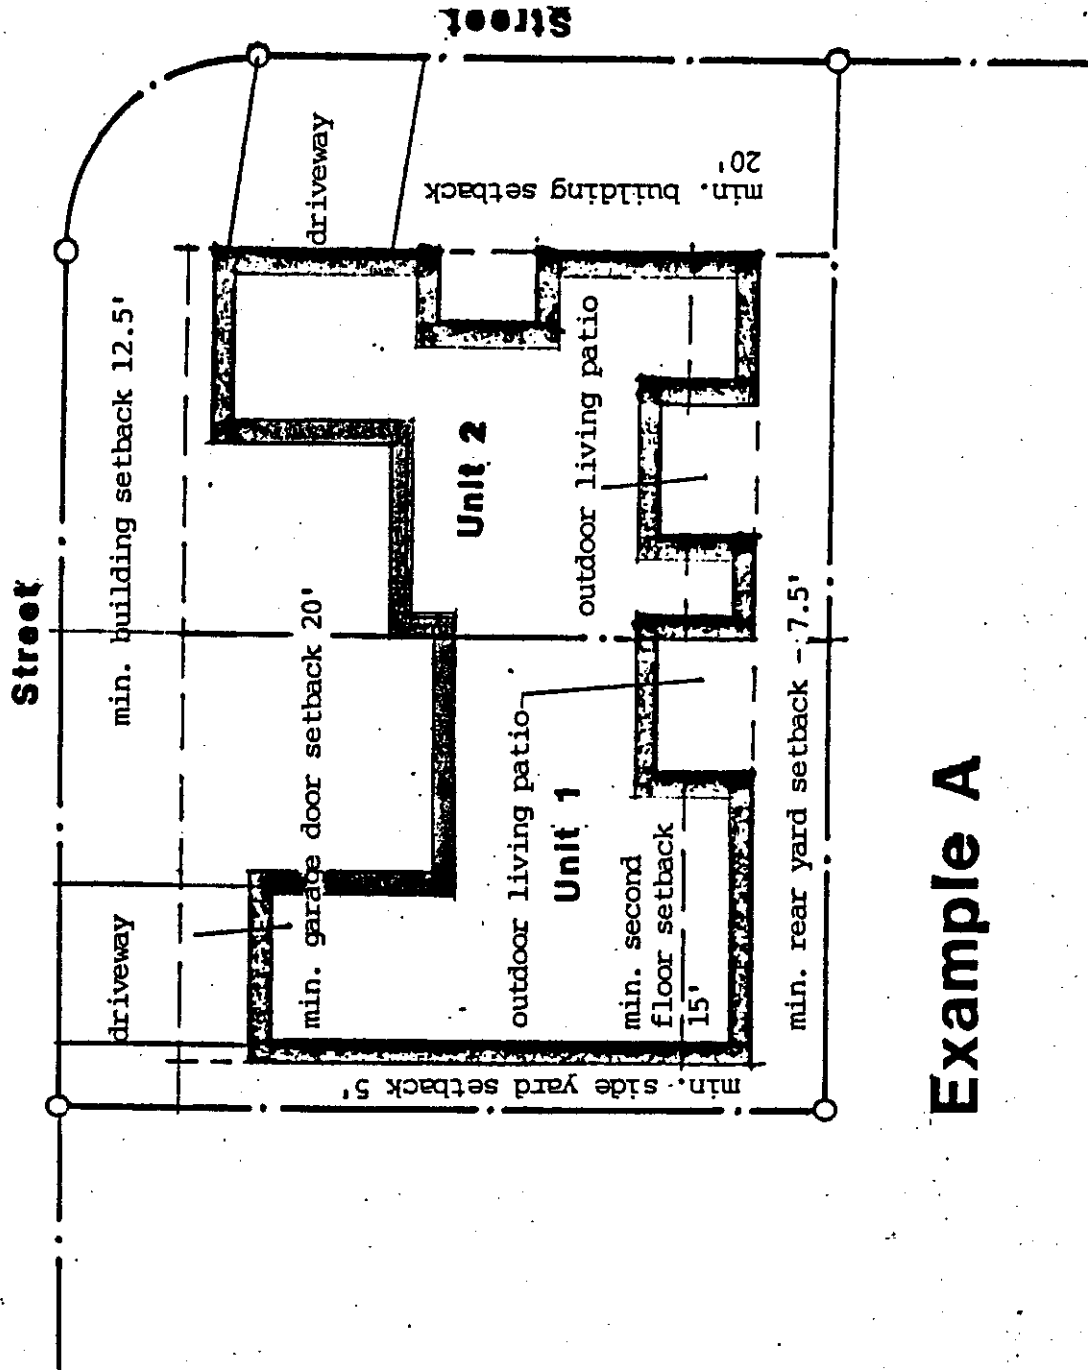 Street
Street
min. building setback 12.5'
driveway
driveway
min. building setback
20'
min. garage door setback 20'
Unit 2
outdoor living patio
outdoor living patio
Unit 1
min. second
floor setback
15'
min. side yard setback 5'
min. rear yard setback - 7.5'
Example A